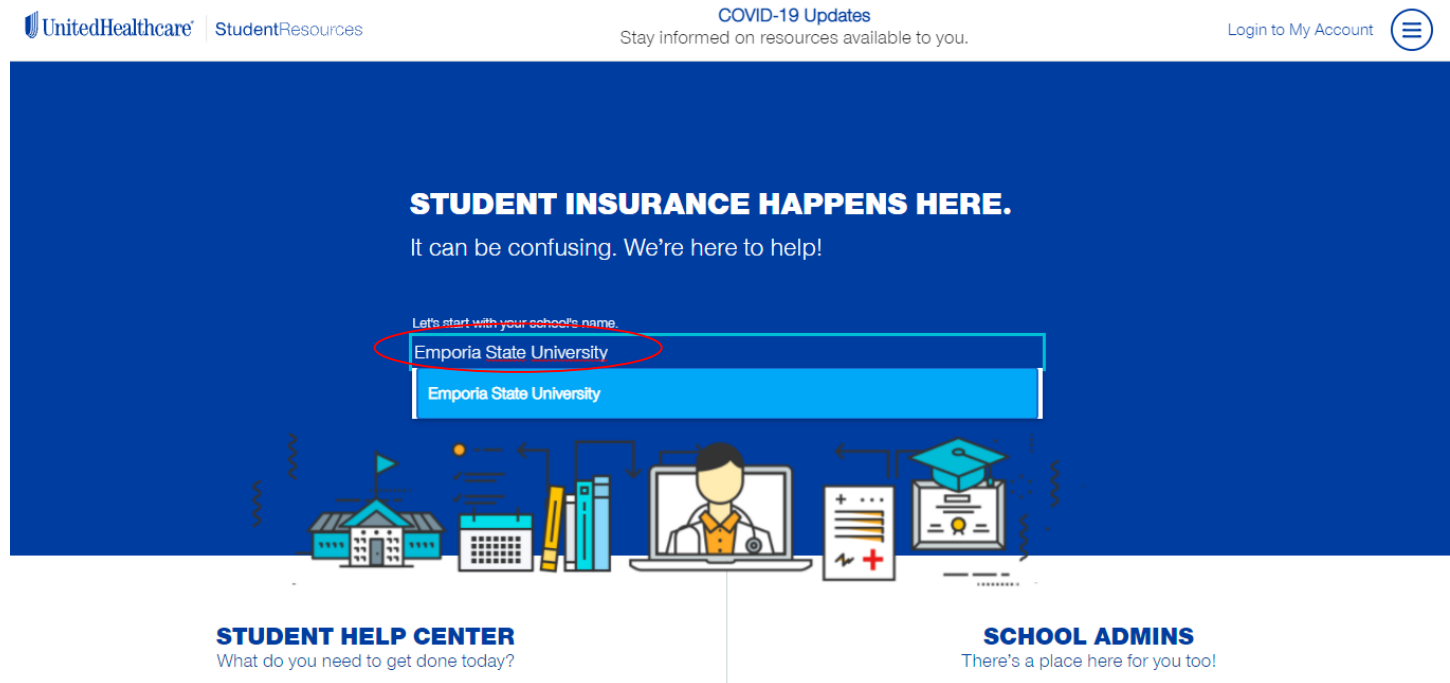 UnitedHealthcare® StudentResources
COVID-19 Updates
Stay informed on resources available to you.
Login to My Account
STUDENT INSURANCE HAPPENS HERE.
It can be confusing. We're here to help!
Let's start with your school's name.
Emporia State University
Emporia State University
STUDENT HELP CENTER
What do you need to get done today?
SCHOOL ADMINS
There's a place here for you too!